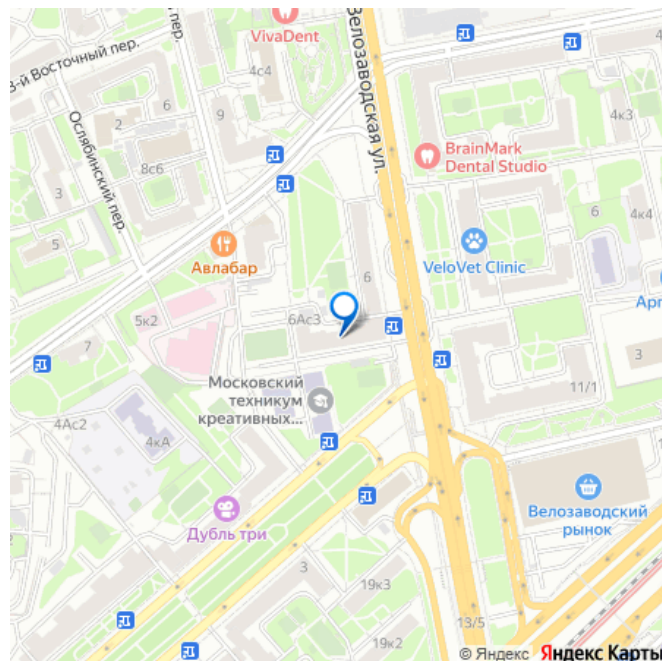 VivaDent
3-й Восточный пер.
пер.
4с4
Велозаводская ул.
4к3
6
9
2
Ослябинский пер.
8с6
BrainMark
Dental Studio
3
6
4к4
5
Авлабар
VeloVet Clinic
6
Арг
6Ас3
5к2
7
3
11/1
Московский
техникум
креативных...
4Ас2
4кА
Велозаводский
рынок
Дубль три
3
19к3
13/5
19к2
© Яндекс Яндекс Карты